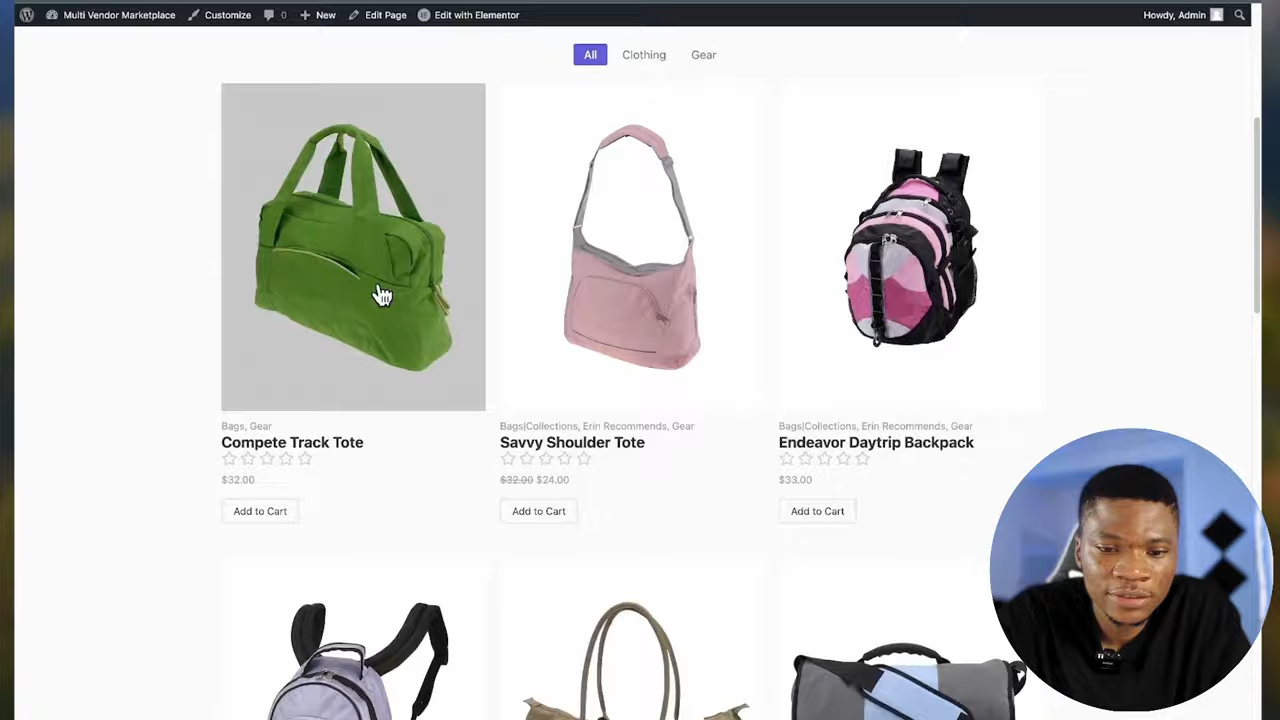 Multi Vendor Marketplace Customize 0 New Edit Page Edit with Elementor Howdy, Admin
All Clothing Gear
Bags, Gear
Compete Track Tote
$32.00
Add to Cart
Bags|Collections, Erin Recommends, Gear
Savvy Shoulder Tote
$32.00 $24.00
Add to Cart
Bags|Collections, Erin Recommends, Gear
Endeavor Daytrip Backpack
$33.00
Add to Cart